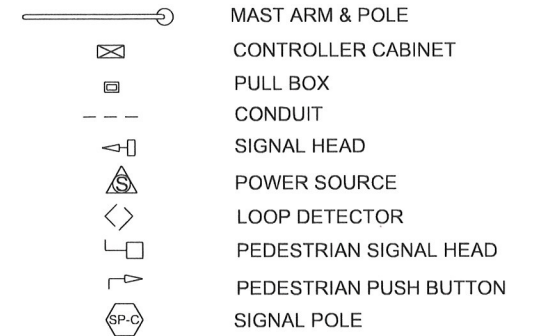 MAST ARM & POLE
CONTROLLER CABINET
PULL BOX
CONDUIT
SIGNAL HEAD
S POWER SOURCE
LOOP DETECTOR
PEDESTRIAN SIGNAL HEAD
PEDESTRIAN PUSH BUTTON
SP-C SIGNAL POLE